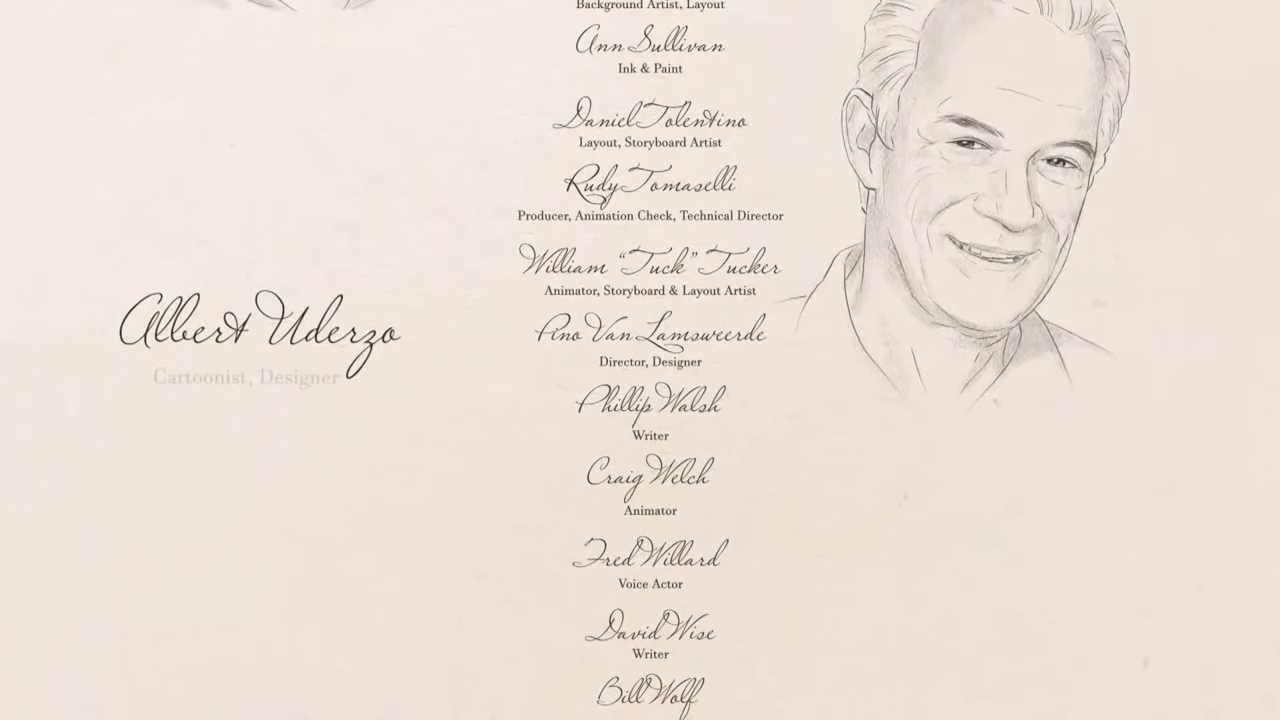 Background Artist, Layout
Ann Sullivan
Ink & Paint
Daniel Tolentino
Layout, Storyboard Artist
Rudy Tomaselli
Producer, Animation Check, Technical Director
William “Tuck” Tucker
Animator, Storyboard & Layout Artist
Albert Uderzo
Cartoonist, Designer
Pino Van Lamsweerde
Director, Designer
Phillip Walsh
Writer
Craig Welch
Animator
Fred Willard
Voice Actor
David Wise
Writer
Bill Wolf